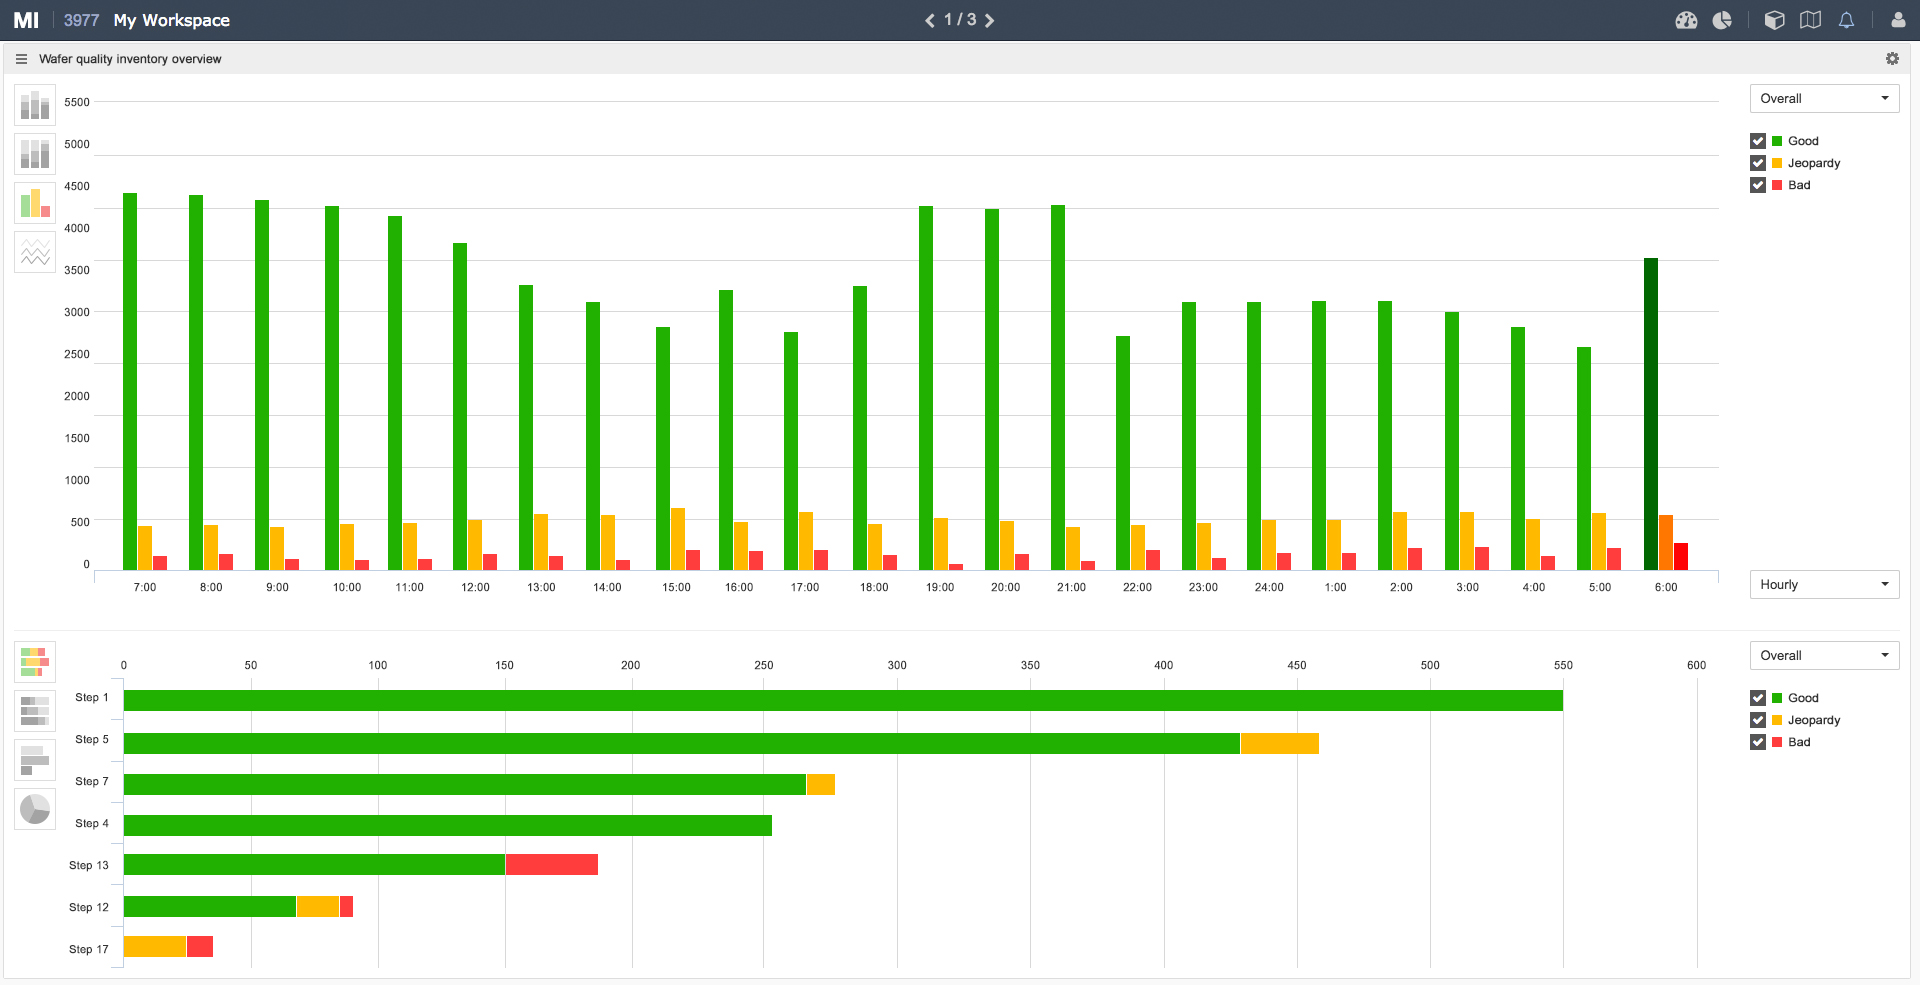 MI 3977 My Workspace 1 / 3
Wafer quality inventory overview
5500
5000
4500
4000
3500
3000
2500
2000
1500
1000
500
0
7:00 8:00 9:00 10:00 11:00 12:00 13:00 14:00 15:00 16:00 17:00 18:00 19:00 20:00 21:00 22:00 23:00 24:00 1:00 2:00 3:00 4:00 5:00 6:00
Overall
Good
Jeopardy
Bad
Hourly
0 50 100 150 200 250 300 350 400 450 500 550 600
Step 1
Step 5
Step 7
Step 4
Step 13
Step 12
Step 17
Overall
Good
Jeopardy
Bad